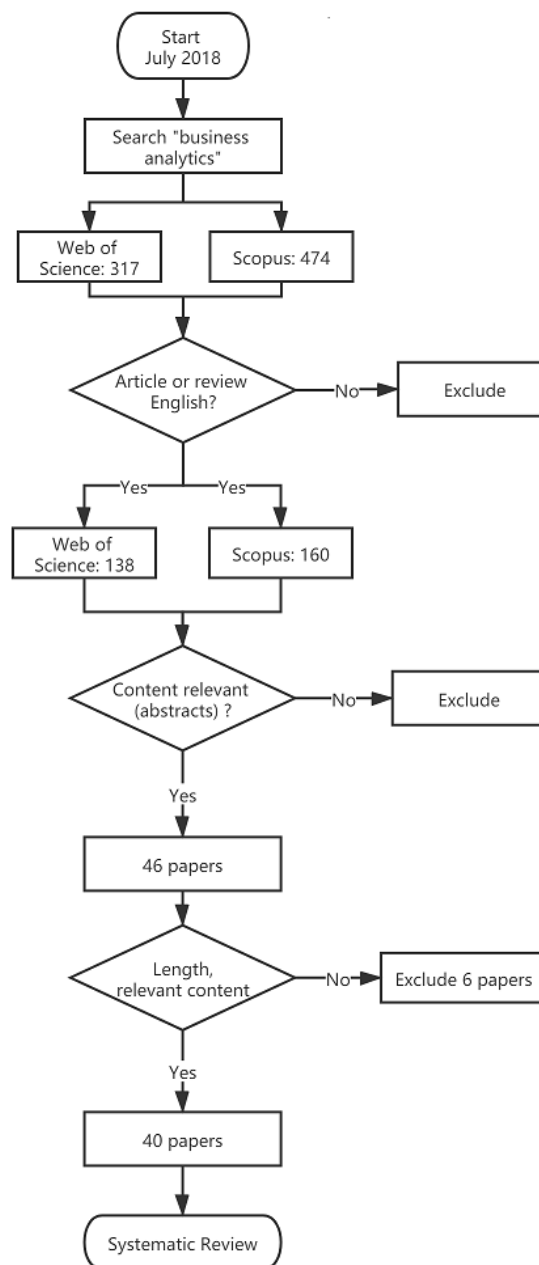 Start
July 2018
Search "business
analytics"
Web of
Science: 317
Scopus: 474
Article or review
English?
No
Exclude
Yes
Yes
Web of
Science: 138
Scopus: 160
Content relevant
(abstracts) ?
No
Exclude
Yes
46 papers
Length,
relevant content
No
Exclude 6 papers
Yes
40 papers
Systematic Review